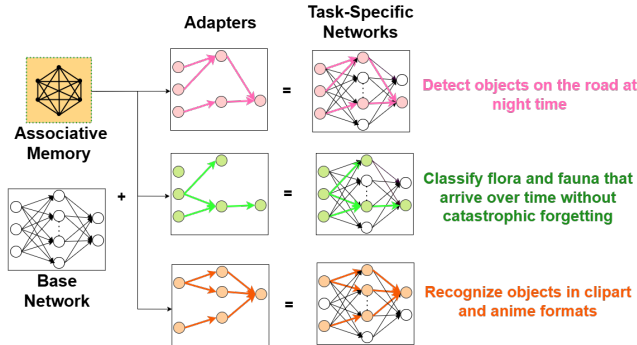 Adapters
Task-Specific
Networks
Associative
Memory
=
Detect objects on the road at
night time
+
Base
Network
=
Classify flora and fauna that
arrive over time without
catastrophic forgetting
=
Recognize objects in clipart
and anime formats